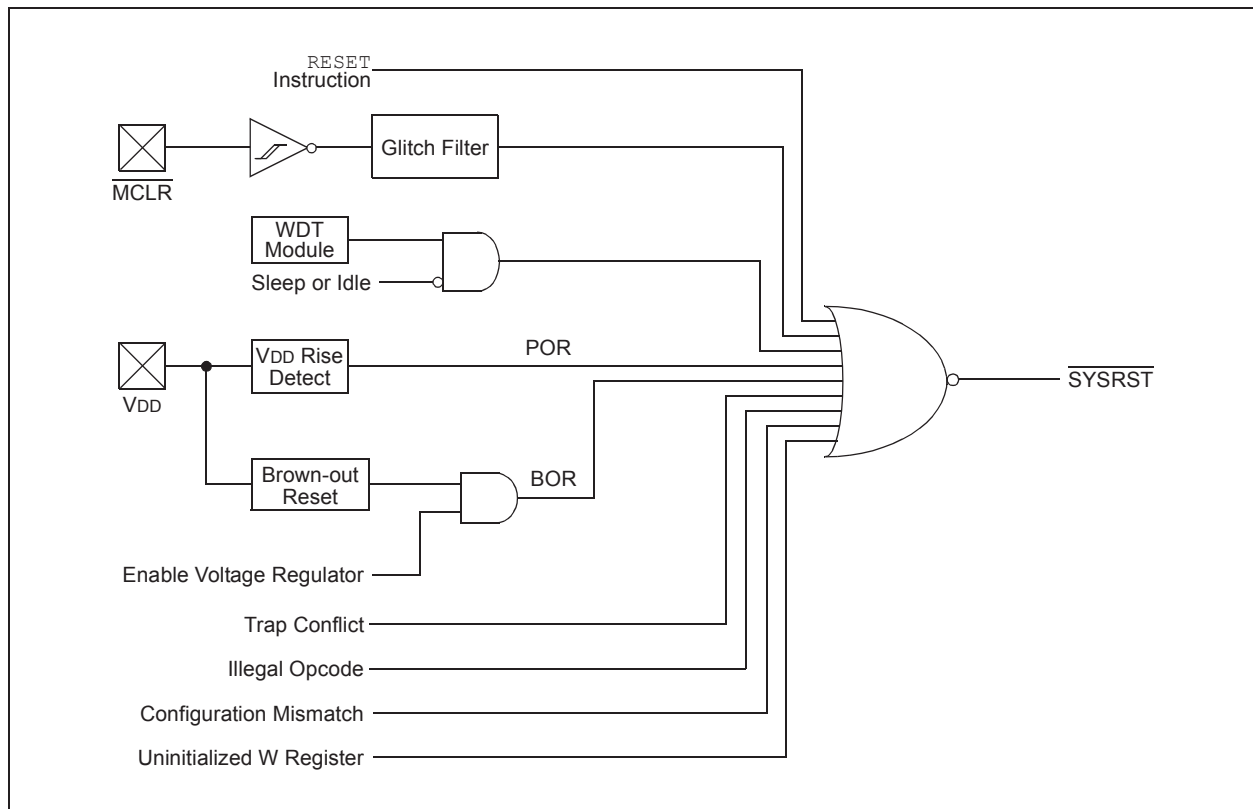 RESET
Instruction
Glitch Filter
MCLR
WDT
Module
Sleep or Idle
VDD Rise
Detect
POR
VDD
SYSRST
Brown-out
Reset
BOR
Enable Voltage Regulator
Trap Conflict
Illegal Opcode
Configuration Mismatch
Uninitialized W Register